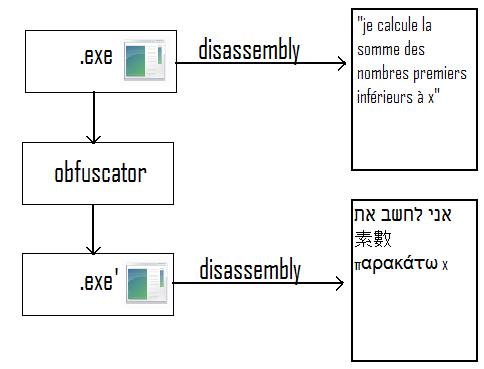 .exe
disassembly
"je calcule la
somme des
nombres premiers
inférieurs à x"
obfuscator
.exe'
disassembly
אני לחשב את
素數
παρακάτω x